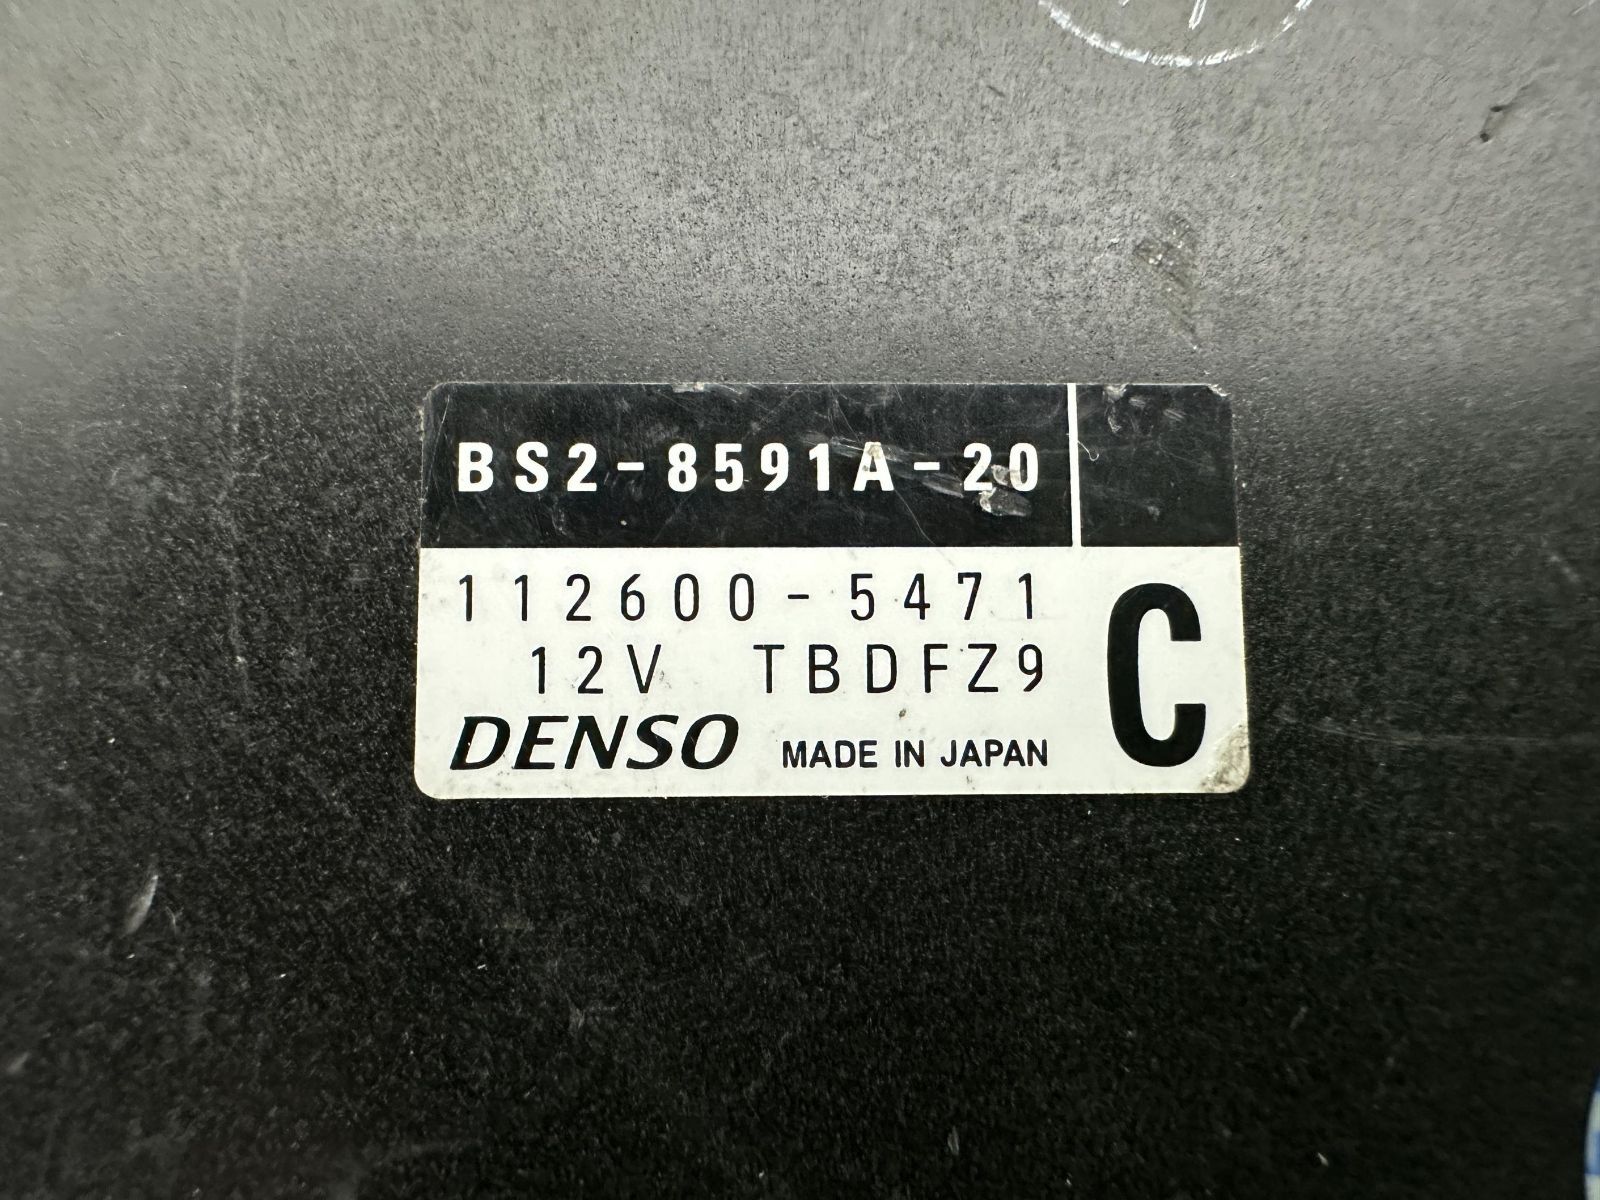 BS2-8591A-20
112600-5471
12V TBDFZ9
C
DENSO MADE IN JAPAN